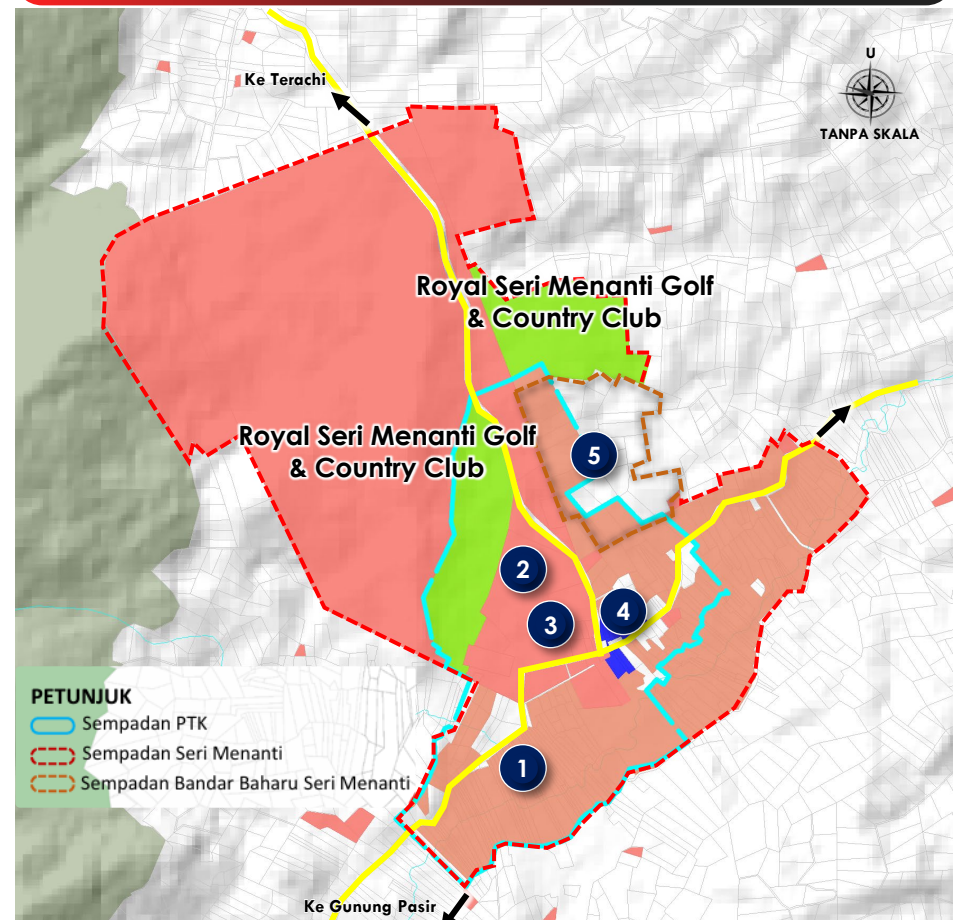 Ke Terachi
U
TANPA SKALA
Royal Seri Menanti Golf
& Country Club
Royal Seri Menanti Golf
& Country Club
5
2
3
4
1
PETUNJUK
Sempadan PTK
Sempadan Seri Menanti
Sempadan Bandar Baharu Seri Menanti
Ke Gunung Pasir